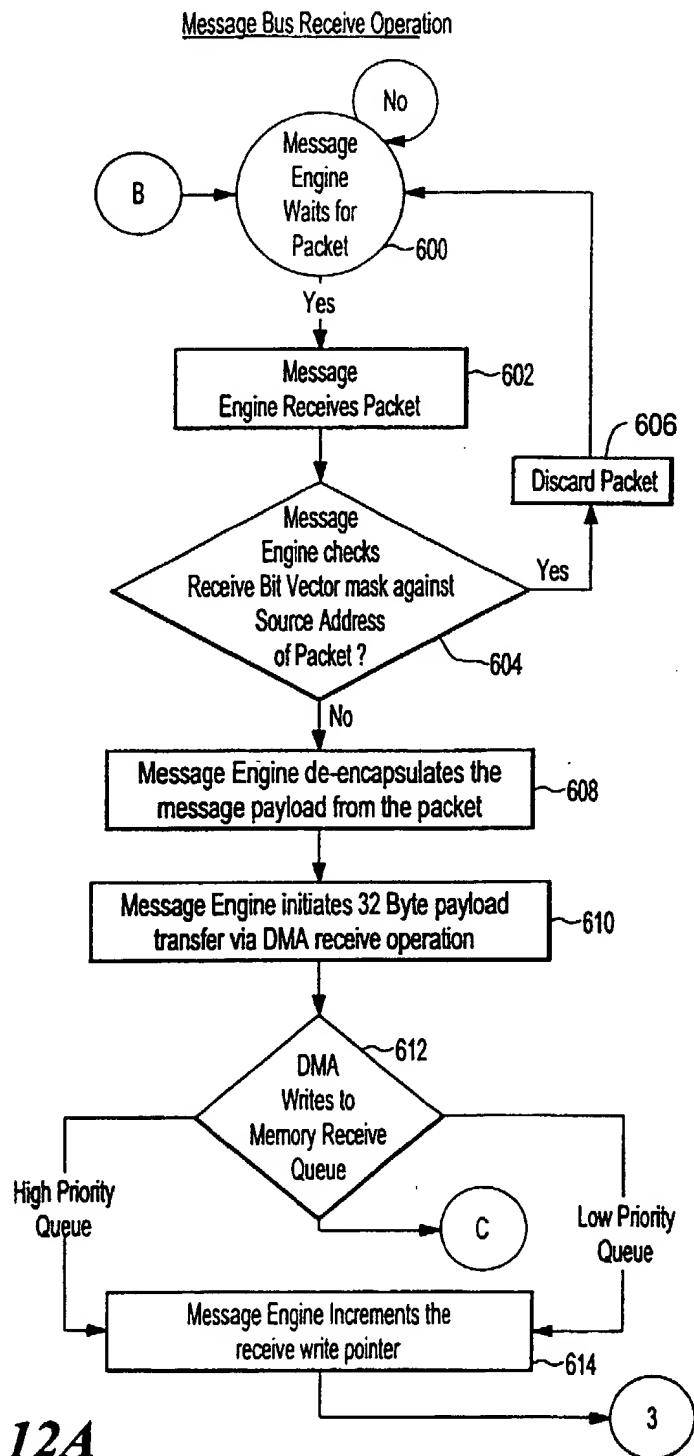 Message Bus Receive Operation
No
Message
Engine
Waits for
Packet
B
600
Yes
Message
Engine Receives Packet
602
606
Discard Packet
Message
Engine checks
Receive Bit Vector mask against
Source Address
of Packet ?
Yes
604
No
Message Engine de-encapsulates the
message payload from the packet
608
Message Engine initiates 32 Byte payload
transfer via DMA receive operation
610
612
DMA
Writes to
Memory Receive
Queue
High Priority
Queue
C
Low Priority
Queue
Message Engine Increments the
receive write pointer
614
3
12A